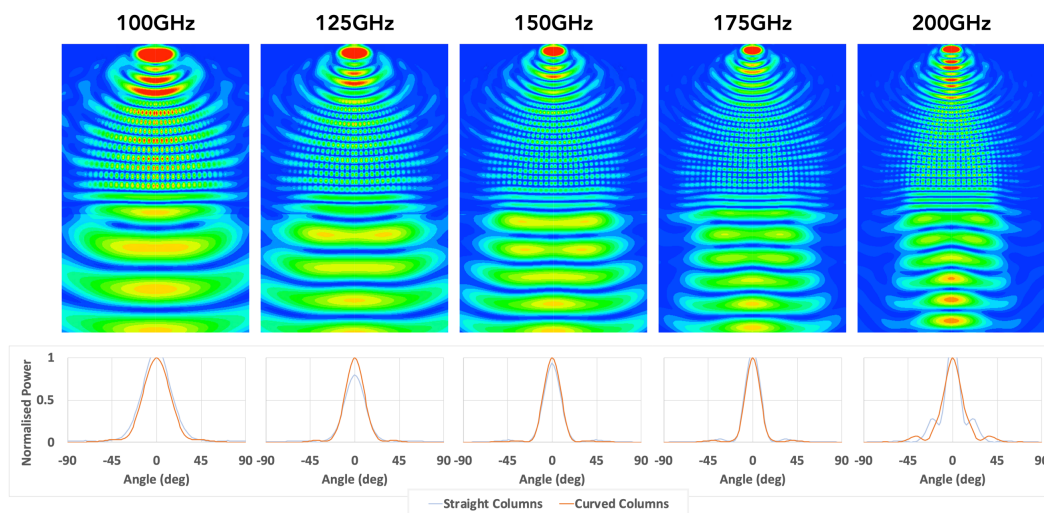 100GHz 125GHz 150GHz 175GHz 200GHz
Normalised Power
1
0.5
0
-90 -45 0 45 90 -90 -45 0 45 90 -90 -45 0 45 90 -90 -45 0 45 90 -90 -45 0 45 90
Angle (deg) Angle (deg) Angle (deg) Angle (deg) Angle (deg)
Straight Columns Curved Columns